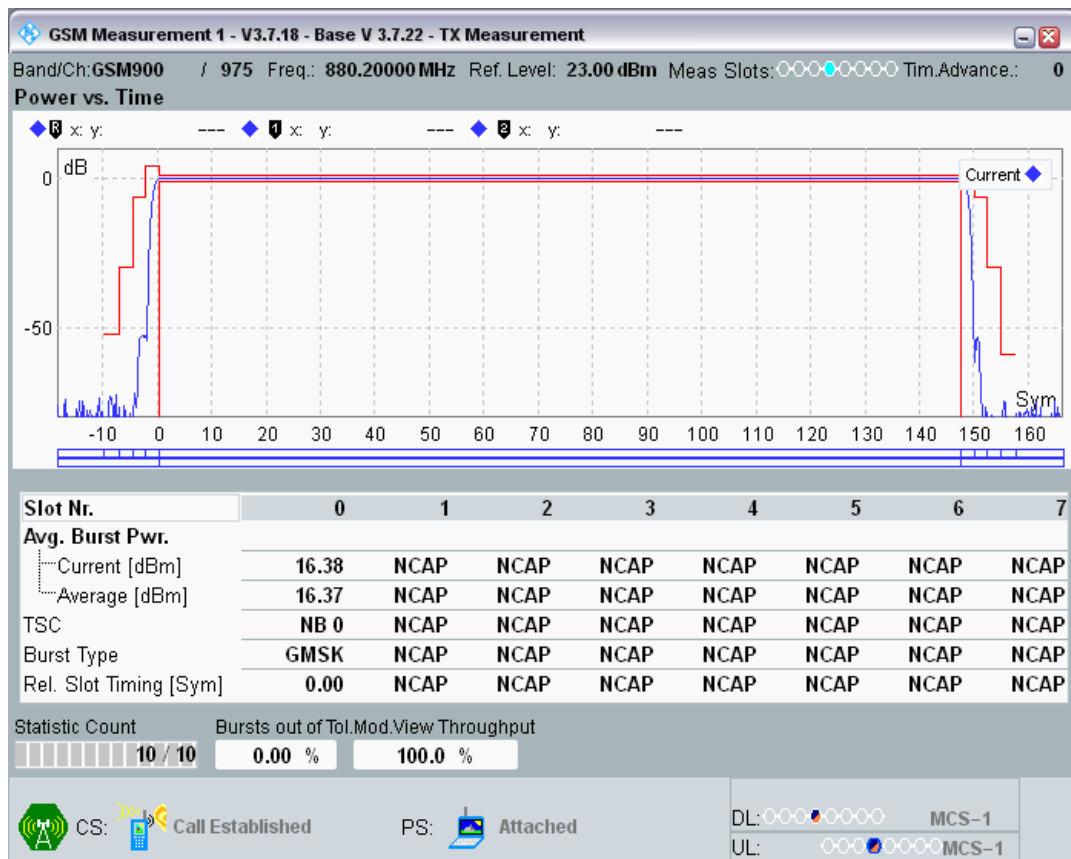 GSM Measurement 1 - V3.7.18 - Base V 3.7.22 - TX Measurement
Band/Ch:GSM900 / 975 Freq.: 880.20000 MHz Ref. Level: 23.00 dBm Meas Slots: Tim.Advance.: 0
Power vs. Time
R x: y: --- 1 x: y: --- 2 x: y: ---
dB
Current
0
-50
Sym
-10 0 10 20 30 40 50 60 70 80 90 100 110 120 130 140 150 160
Slot Nr. 0 1 2 3 4 5 6 7
Avg. Burst Pwr.
Current [dBm] 16.38 NCAP NCAP NCAP NCAP NCAP NCAP NCAP
Average [dBm] 16.37 NCAP NCAP NCAP NCAP NCAP NCAP NCAP
TSC NB 0 NCAP NCAP NCAP NCAP NCAP NCAP NCAP
Burst Type GMSK NCAP NCAP NCAP NCAP NCAP NCAP NCAP
Rel. Slot Timing [Sym] 0.00 NCAP NCAP NCAP NCAP NCAP NCAP NCAP
Statistic Count Bursts out of Tol.Mod.View Throughput
10 / 10 0.00 % 100.0 %
CS: Call Established PS: Attached
DL: MCS-1
UL: MCS-1